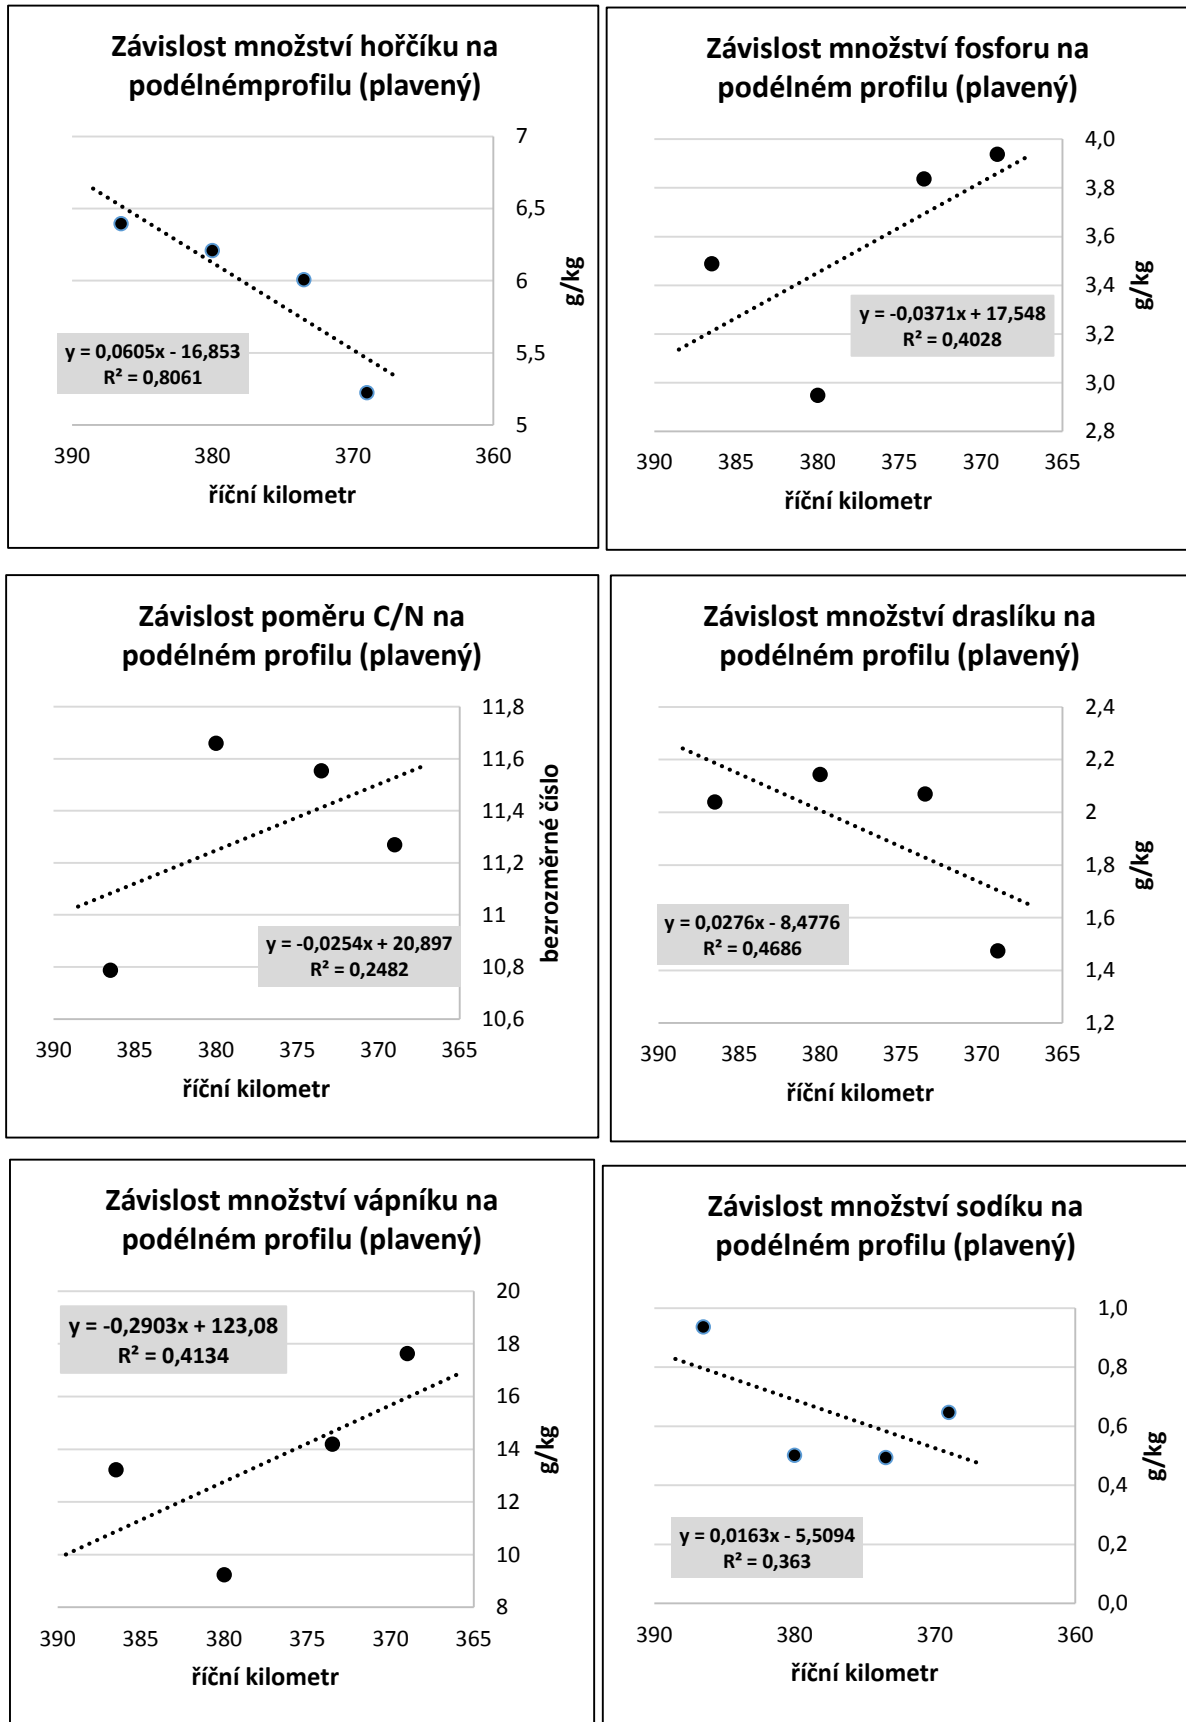 Závislost množství hořčíku na
podélnémprofilu (plavený)
7
6,5
6
5,5
5
g/kg
y = 0,0605x - 16,853
R² = 0,8061
390 380 370 360
říční kilometr
Závislost množství fosforu na
podélném profilu (plavený)
4,0
3,8
3,6
3,4
3,2
3,0
2,8
g/kg
y = -0,0371x + 17,548
R² = 0,4028
390 385 380 375 370 365
říční kilometr
Závislost poměru C/N na
podélném profilu (plavený)
11,8
11,6
11,4
11,2
11
10,8
10,6
bezrozměrné číslo
y = -0,0254x + 20,897
R² = 0,2482
390 385 380 375 370 365
říční kilometr
Závislost množství draslíku na
podélném profilu (plavený)
2,4
2,2
2
1,8
1,6
1,4
1,2
g/kg
y = 0,0276x - 8,4776
R² = 0,4686
390 385 380 375 370 365
říční kilometr
Závislost množství vápníku na
podélném profilu (plavený)
20
18
16
14
12
10
8
g/kg
y = -0,2903x + 123,08
R² = 0,4134
390 385 380 375 370 365
říční kilometr
Závislost množství sodíku na
podélném profilu (plavený)
1,0
0,8
0,6
0,4
0,2
0,0
g/kg
y = 0,0163x - 5,5094
R² = 0,363
390 380 370 360
říční kilometr